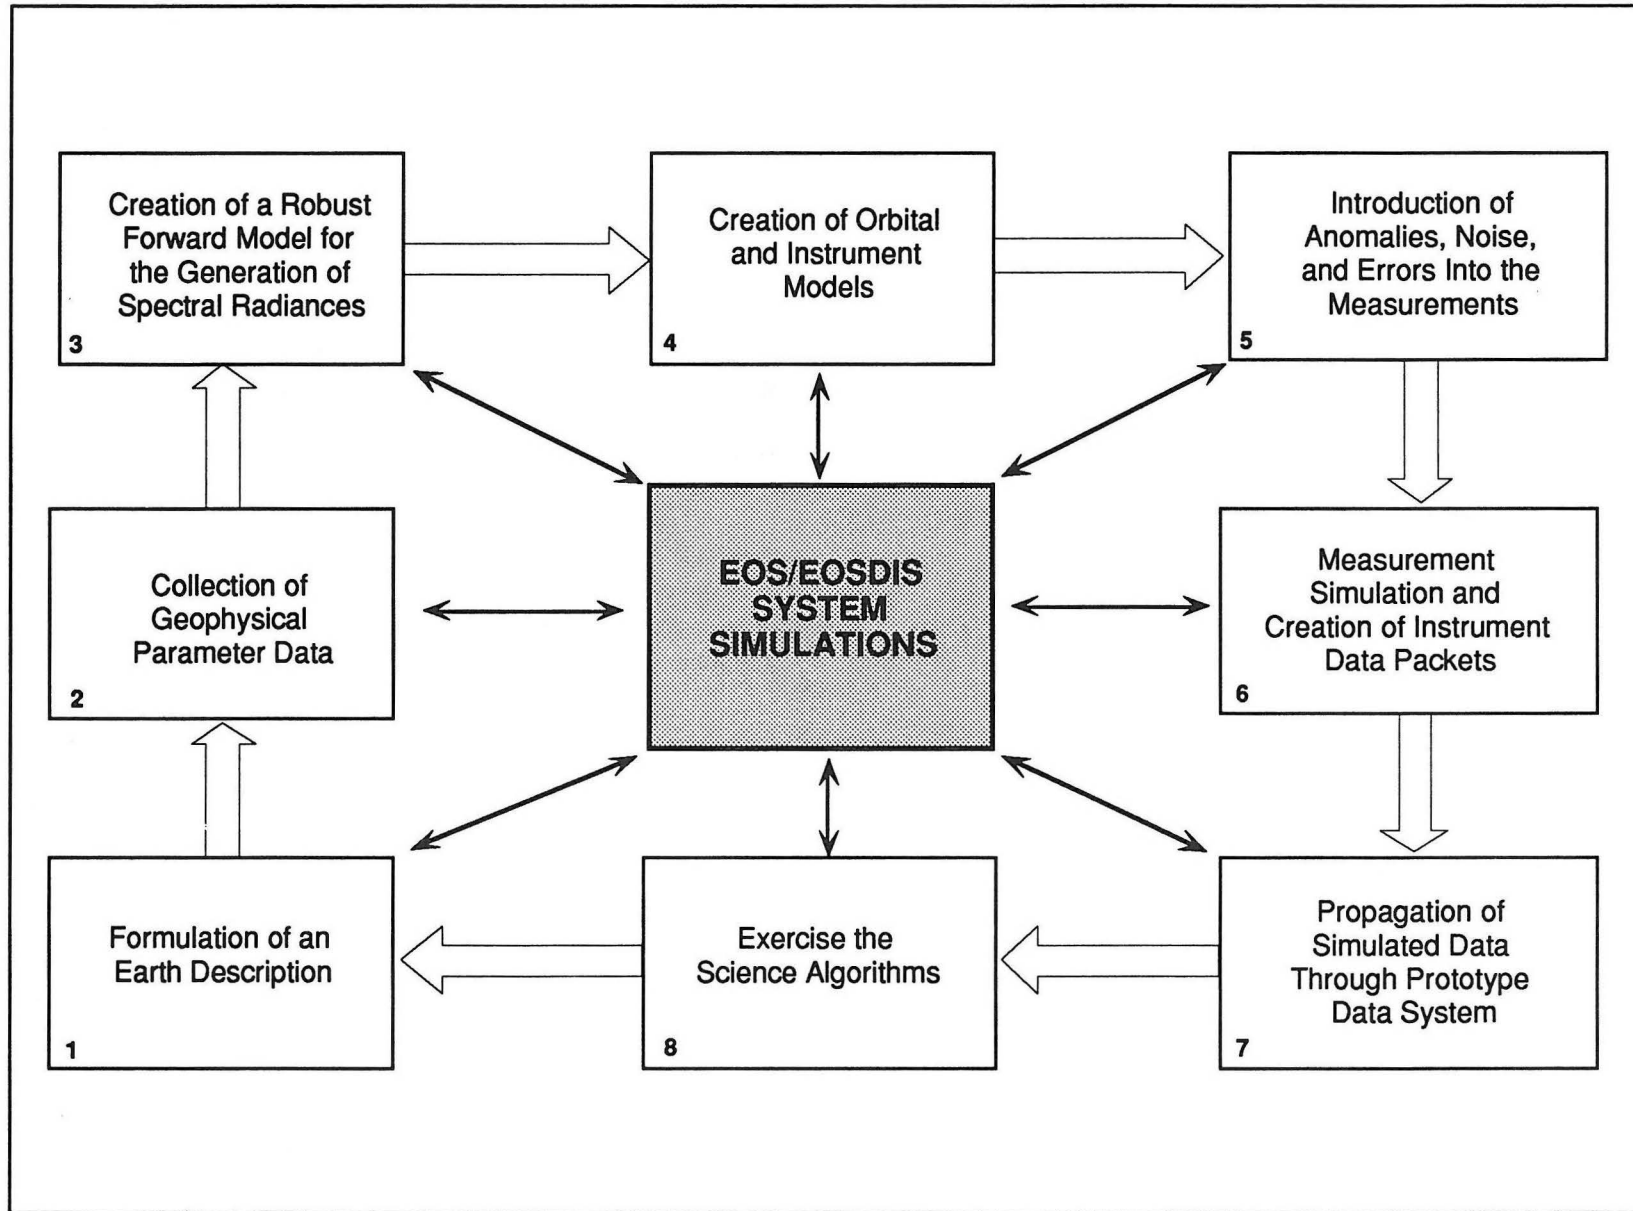 Creation of a Robust
Forward Model for
the Generation of
Spectral Radiances
3
Creation of Orbital
and Instrument
Models
4
Introduction of
Anomalies, Noise,
and Errors Into the
Measurements
5
Collection of
Geophysical
Parameter Data
2
EOS/EOSDIS
SYSTEM
SIMULATIONS
Measurement
Simulation and
Creation of Instrument
Data Packets
6
Formulation of an
Earth Description
1
Exercise the
Science Algorithms
8
Propagation of
Simulated Data
Through Prototype
Data System
7